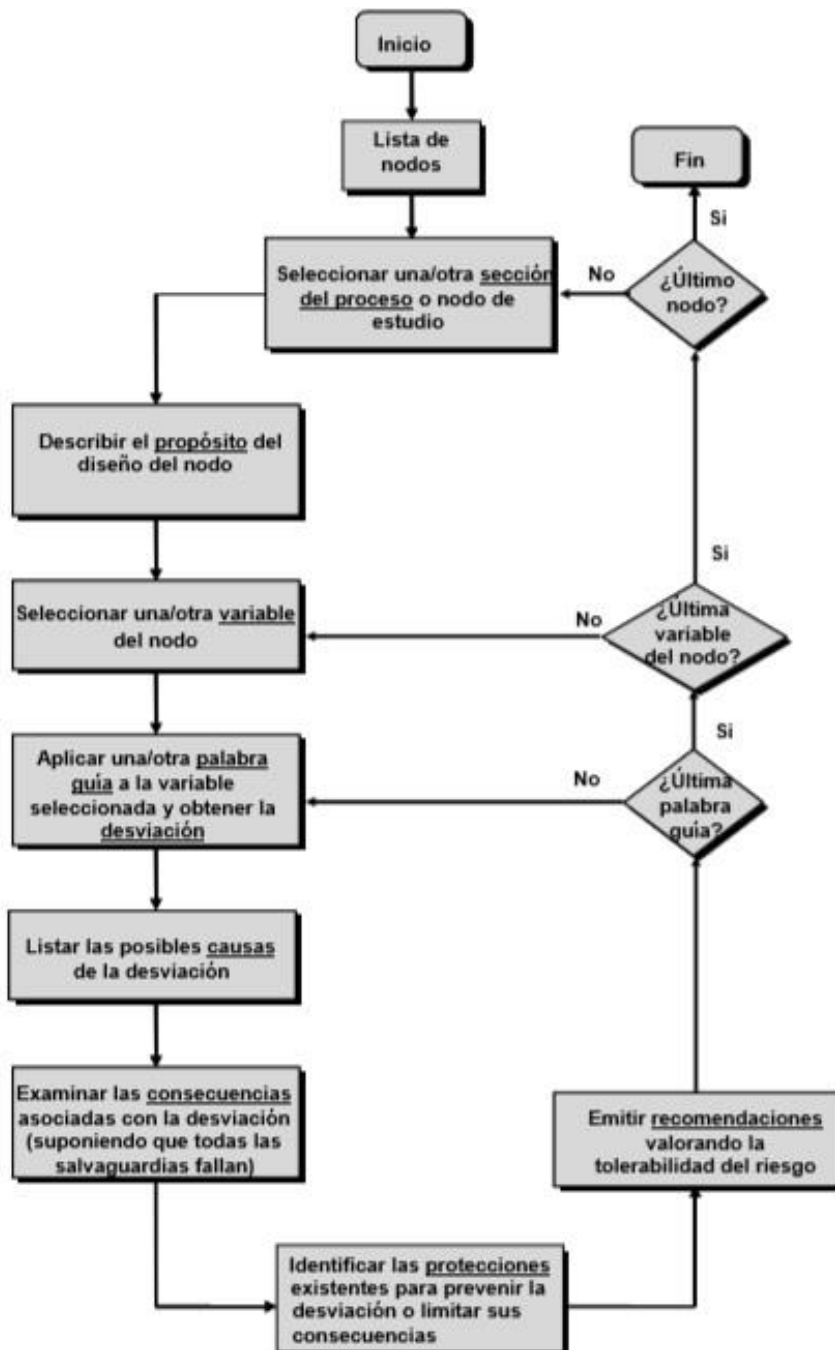 Inicio
Lista de
nodos
Fin
Si
Seleccionar una/otra sección
del proceso o nodo de
estudio
No
¿Último
nodo?
Describir el propósito del
diseño del nodo
Si
Seleccionar una/otra variable
del nodo
No
¿Última
variable
del nodo?
Si
Aplicar una/otra palabra
guía a la variable
seleccionada y obtener la
desviación
No
¿Última
palabra
guía?
Listar las posibles causas
de la desviación
Examinar las consecuencias
asociadas con la desviación
(suponiendo que todas las
salvaguardias fallan)
Emitir recomendaciones
valorando la
tolerabilidad del riesgo
Identificar las protecciones
existentes para prevenir la
desviación o limitar sus
consecuencias